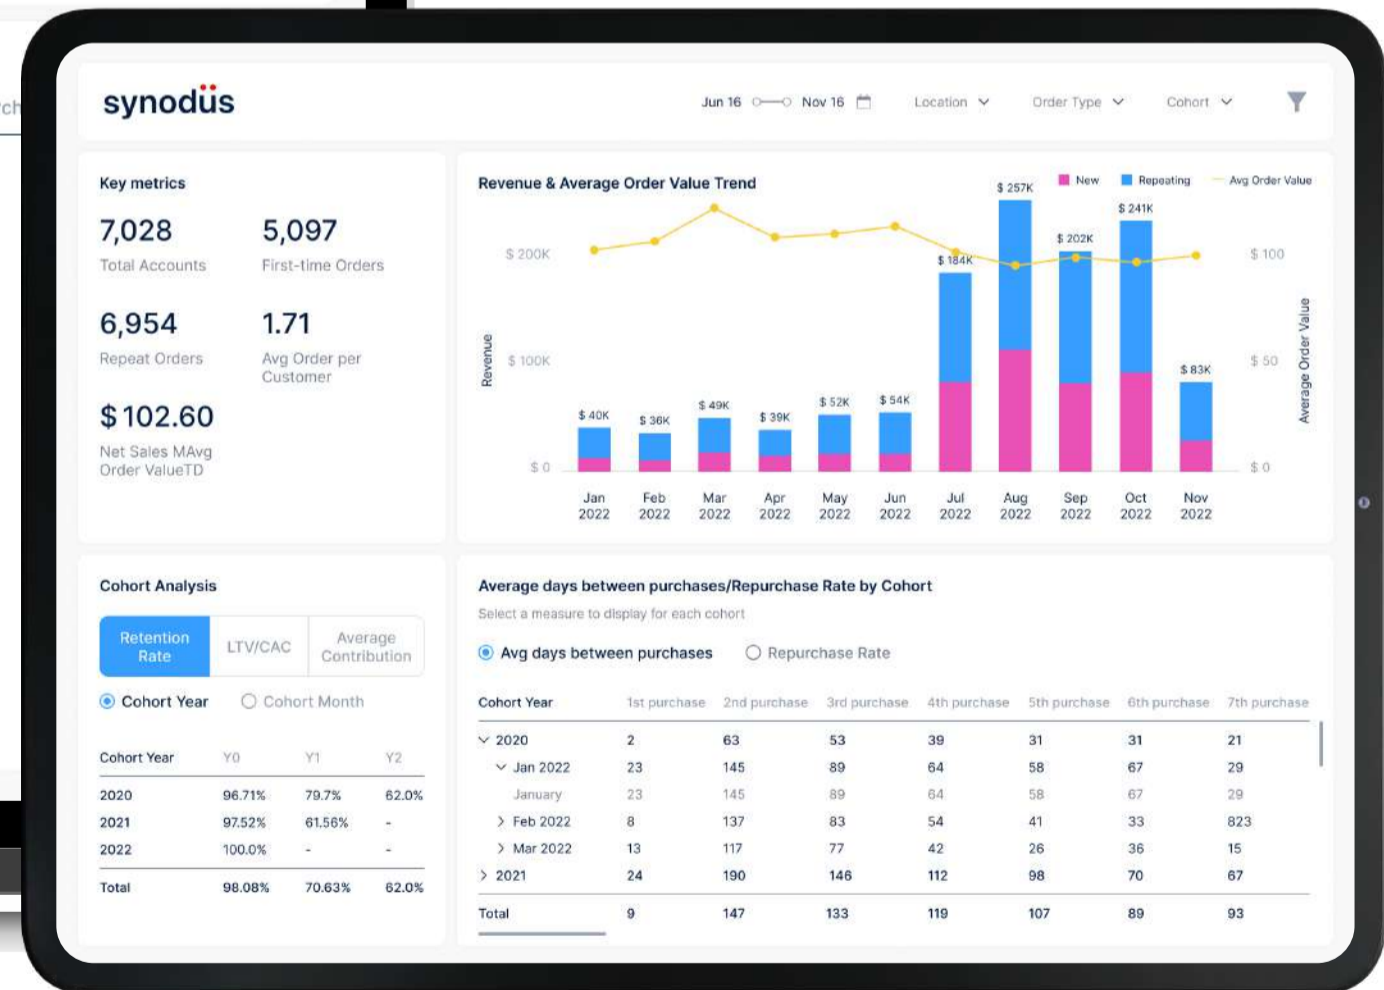 rch
synodüs
Jun 16 Nov 16 Location Order Type Cohort
Key metrics
7,028 5,097
Total Accounts First-time Orders
6,954 1.71
Repeat Orders Avg Order per
Customer
$ 102.60
Net Sales MAvg
Order ValueTD
Revenue & Average Order Value Trend
New Repeating Avg Order Value
$ 257K
$ 241K
$ 202K
$ 200K $ 184K $ 100
Revenue
Average Order Value
$ 100K $ 50
$ 83K
$ 40K $ 36K $ 49K $ 39K $ 52K $ 54K
$ 0 $ 0
Jan Feb Mar Apr May Jun Jul Aug Sep Oct Nov
2022 2022 2022 2022 2022 2022 2022 2022 2022 2022 2022
Cohort Analysis
Retention
Rate
LTV/CAC
Average
Contribution
Cohort Year Cohort Month
Cohort Year Y0 Y1 Y2
2020 96.71% 79.7% 62.0%
2021 97.52% 61.56% -
2022 100.0% - -
Total 98.08% 70.63% 62.0%
Average days between purchases/Repurchase Rate by Cohort
Select a measure to display for each cohort
Avg days between purchases Repurchase Rate
Cohort Year 1st purchase 2nd purchase 3rd purchase 4th purchase 5th purchase 6th purchase 7th purchase
2020 2 63 53 39 31 31 21
Jan 2022 23 145 89 64 58 67 29
January 23 145 89 64 58 67 29
Feb 2022 8 137 83 54 41 33 823
Mar 2022 13 117 77 42 26 36 15
2021 24 190 146 112 98 70 67
Total 9 147 133 119 107 89 93